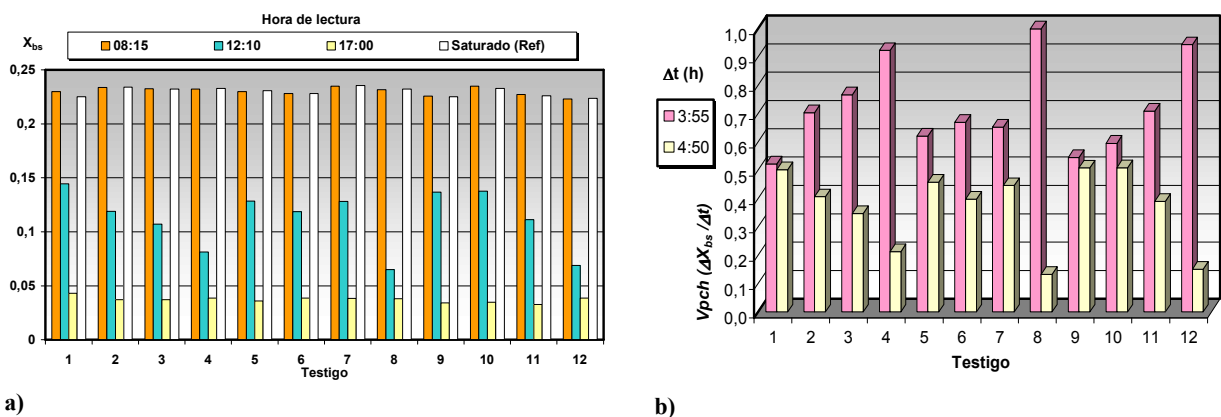 Hora de lectura
Xbs
08:15 12:10 17:00 Saturado (Ref)
0,25
0,2
0,15
0,1
0,05
0
1 2 3 4 5 6 7 8 9 10 11 12
Testigo
a)
Δt (h)
3:55
4:50
Vpch (ΔXbs /Δt)
1,0
0,9
0,8
0,7
0,6
0,5
0,4
0,3
0,2
0,1
0,0
1 2 3 4 5 6 7 8 9 10 11 12
Testigo
b)